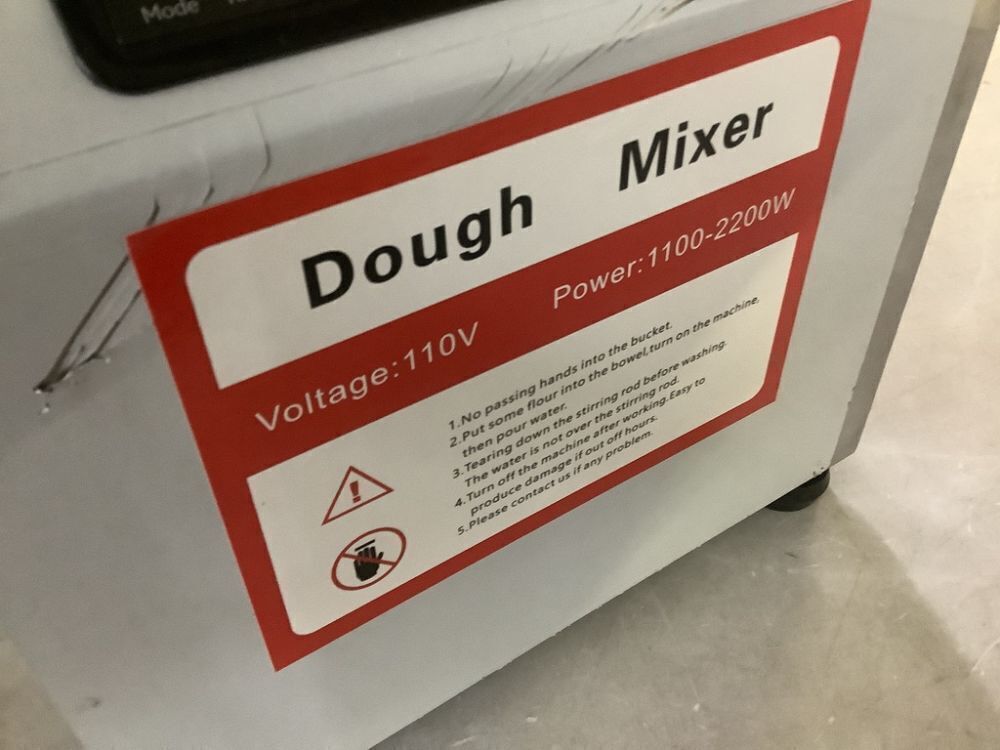 Mode
Dough Mixer
Voltage:110V Power:1100-2200W
1.No passing hands into the bucket.
2.Put some flour into the bowel,turn on the machine,
then pour water.
3.Tearing down the stirring rod before washing.
The water is not over the stirring rod.
4.Turn off the machine after working.Easy to
produce damage if out off hours.
5.Please contact us if any problem.
!